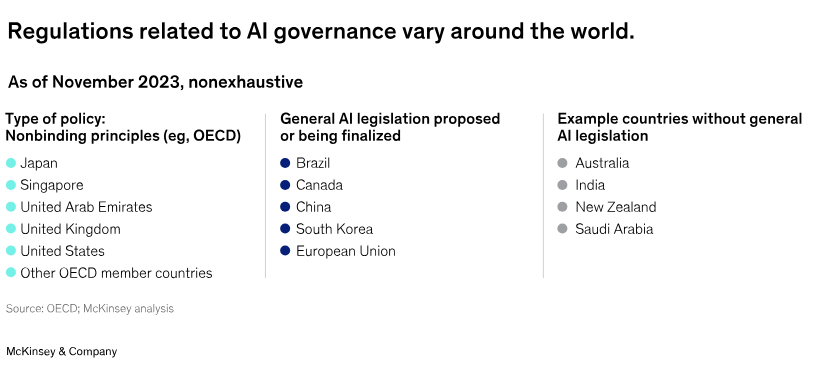 Regulations related to AI governance vary around the world.
As of November 2023, nonexhaustive
Type of policy:
Nonbinding principles (eg, OECD)
Japan
Singapore
United Arab Emirates
United Kingdom
United States
Other OECD member countries
General AI legislation proposed
or being finalized
Brazil
Canada
China
South Korea
European Union
Example countries without general
AI legislation
Australia
India
New Zealand
Saudi Arabia
Source: OECD; McKinsey analysis
McKinsey & Company